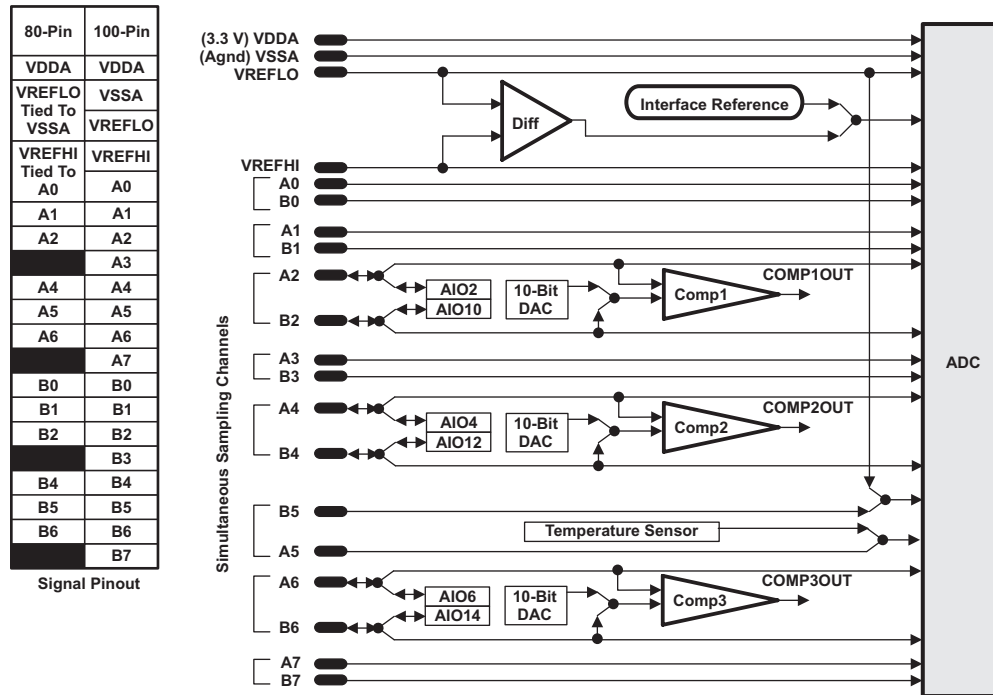 80-Pin 100-Pin
VDDA VDDA
VREFLO
Tied To
VSSA
VSSA
VREFLO
VREFHI
Tied To
A0
VREFHI
A0
A1 A1
A2 A2
A3
A4 A4
A5 A5
A6 A6
A7
B0 B0
B1 B1
B2 B2
B3
B4 B4
B5 B5
B6 B6
B7
Signal Pinout
(3.3 V) VDDA
(Agnd) VSSA
VREFLO
Interface Reference
Diff
VREFHI
A0
B0
A1
B1
A2
B2
AIO2
AIO10
10-Bit
DAC
Comp1
COMP1OUT
Simultaneous Sampling Channels
A3
B3
ADC
A4
B4
AIO4
AIO12
10-Bit
DAC
Comp2
COMP2OUT
B5
Temperature Sensor
A5
A6
B6
AIO6
AIO14
10-Bit
DAC
Comp3
COMP3OUT
A7
B7